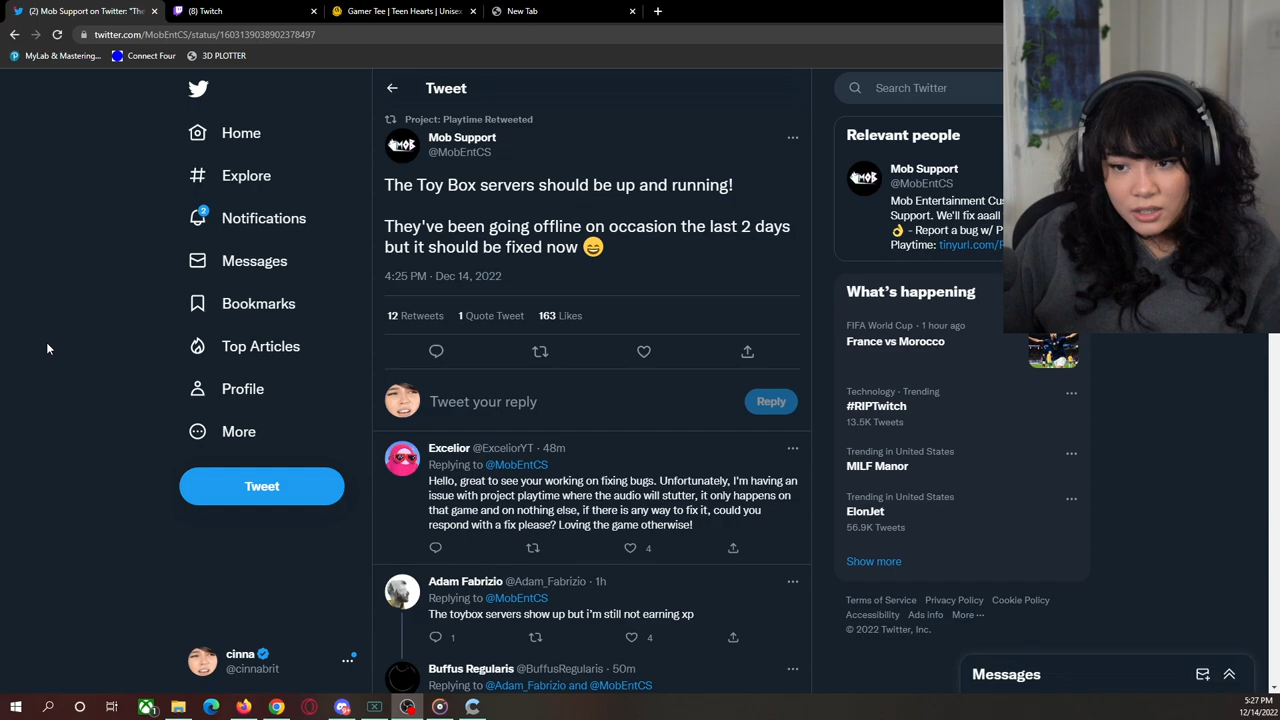 (2) Mob Support on Twitter: "The
(8) Twitch
Gamer Tee | Teen Hearts | Unisex
New Tab
twitter.com/MobEntCS/status/1603139038902378497
MyLab & Mastering...
Connect Four
3D PLOTTER
Home
Explore
2
Notifications
Messages
Bookmarks
Top Articles
Profile
More
Tweet
cinna
@cinnabrit
Tweet
Project: Playtime Retweeted
Mob Support
@MobEntCS
The Toy Box servers should be up and running!
They've been going offline on occasion the last 2 days
but it should be fixed now 😄
4:25 PM · Dec 14, 2022
12 Retweets 1 Quote Tweet 163 Likes
Tweet your reply
Reply
Excelior @ExceliorYT · 48m
Replying to @MobEntCS
Hello, great to see your working on fixing bugs. Unfortunately, I'm having an
issue with project playtime where the audio will stutter, it only happens on
that game and on nothing else, if there is any way to fix it, could you
respond with a fix please? Loving the game otherwise!
4
Adam Fabrizio @Adam_Fabrizio · 1h
Replying to @MobEntCS
The toybox servers show up but i'm still not earning xp
1 4
Buffus Regularis @BuffusRegularis · 50m
Replying to @Adam_Fabrizio and @MobEntCS
Search Twitter
Relevant people
Mob Support
@MobEntCS
Mob Entertainment Cus
Support. We'll fix aaall
👌 - Report a bug w/ P
Playtime: tinyurl.com/
What's happening
FIFA World Cup · 1 hour ago
France vs Morocco
Technology · Trending
#RIPTwitch
13.5K Tweets
Trending in United States
MILF Manor
Trending in United States
ElonJet
56.9K Tweets
Show more
Terms of Service Privacy Policy Cookie Policy
Accessibility Ads info More ···
© 2022 Twitter, Inc.
Messages
5:27 PM
12/14/2022